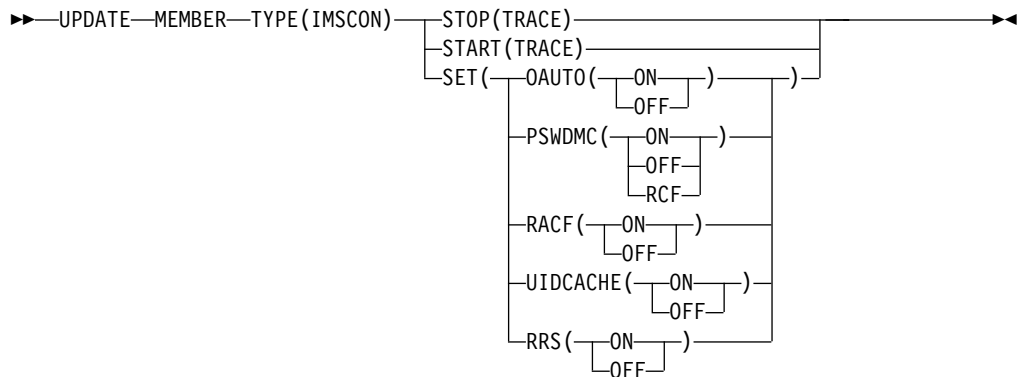 UPDATE MEMBER TYPE(IMSCON) STOP(TRACE)
START(TRACE)
SET( OAUTO( ON ) )
OFF
PSWDMC( ON )
OFF
RCF
RACF( ON )
OFF
UIDCACHE( ON )
OFF
RRS( ON )
OFF